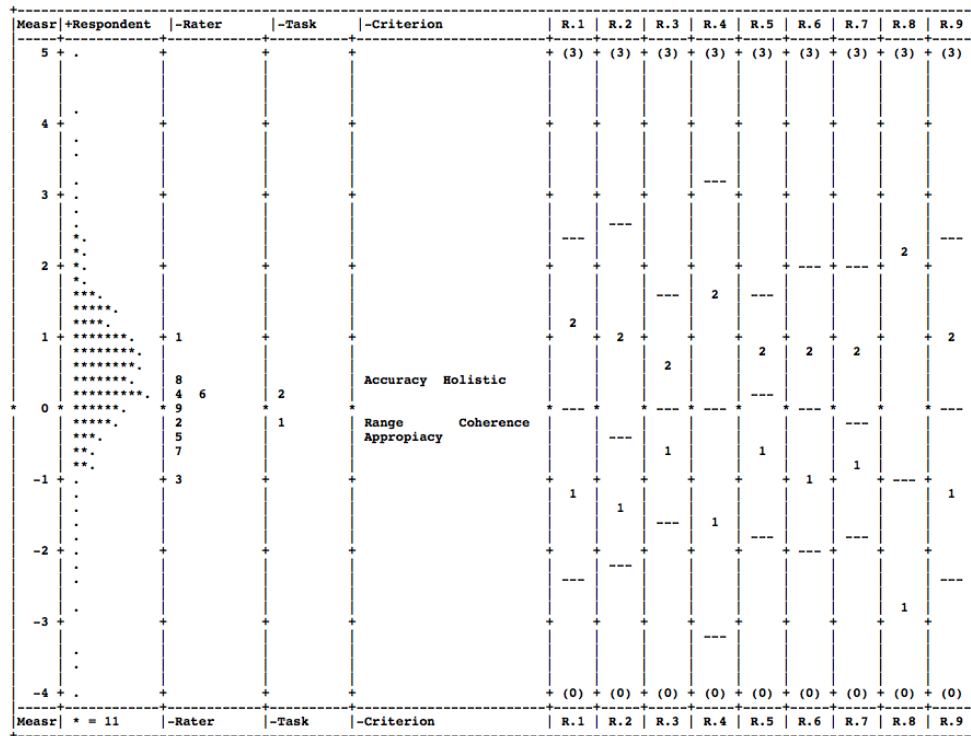 Measr|+Respondent |-Rater |-Task |-Criterion | R.1 | R.2 | R.3 | R.4 | R.5 | R.6 | R.7 | R.8 | R.9
5 + . + + + (3) + (3) + (3) + (3) + (3) + (3) + (3) + (3) + (3)
.
4 + + + + + + + + + + + + +
.
.
. ---
3 + . + + + + + + + + + + + +
.
. ---
*. --- ---
*. 2
2 + *. + + + + + + + + --- + --- + +
*.
***. --- 2 ---
*****.
****. 2
1 + *******. + 1 + + + + 2 + + + + + + + 2
********. 2 2 2
********. 2
*******. 8 Accuracy Holistic
*********. 4 6 2 ---
* 0 * ******. * 9 * * * --- * * --- * --- * * --- * * * ---
*****. 2 1 Range Coherence ---
***. 5 Appropiacy ---
**. 7 1 1
**. 1
-1 + . + 3 + + + + + + + + 1 + + --- +
. 1 1
. 1
. --- 1
. --- ---
-2 + . + + + + + + + + --- + + +
. ---
. --- ---
. 1
-3 + + + + + + + + + + + +
---
.
.
-4 + . + + + (0) + (0) + (0) + (0) + (0) + (0) + (0) + (0) + (0)
Measr| * = 11 |-Rater |-Task |-Criterion | R.1 | R.2 | R.3 | R.4 | R.5 | R.6 | R.7 | R.8 | R.9